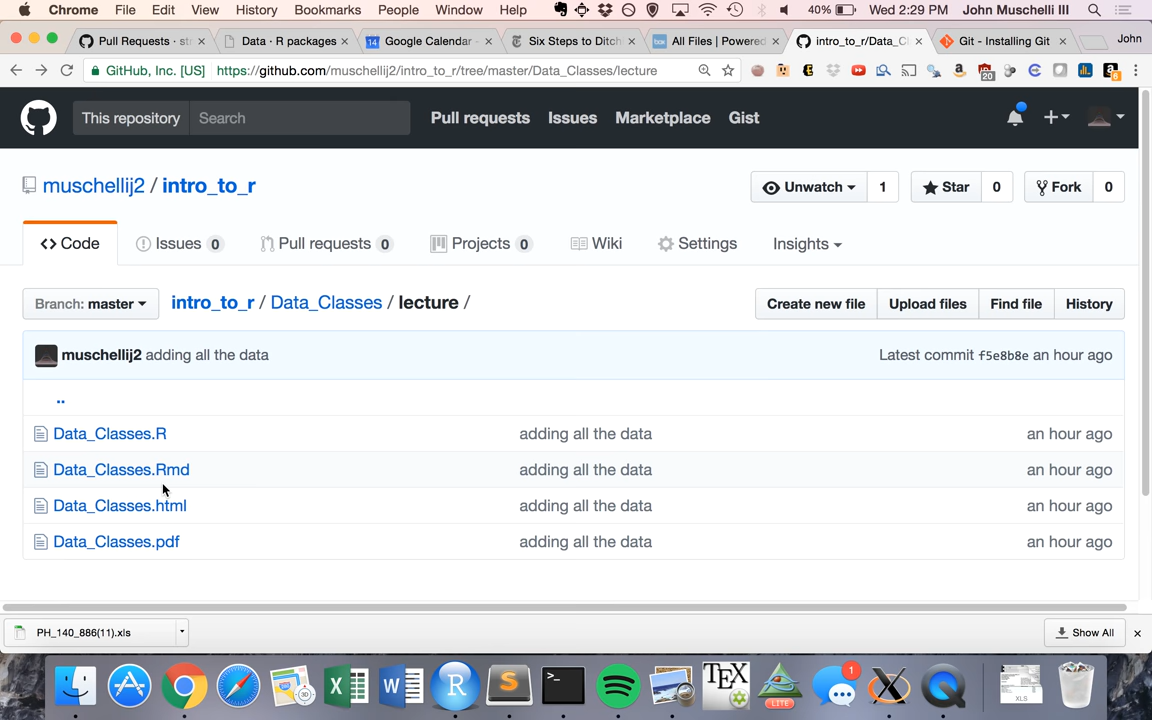 Chrome File Edit View History Bookmarks People Window Help 40% Wed 2:29 PM John Muschelli III
Pull Requests · str Data · R packages 14 Google Calendar - Six Steps to Ditch box All Files | Powered intro_to_r/Data_Cl Git - Installing Git John
GitHub, Inc. [US] https://github.com/muschellij2/intro_to_r/tree/master/Data_Classes/lecture 20 8
This repository Search Pull requests Issues Marketplace Gist
muschellij2 / intro_to_r Unwatch 1 Star 0 Fork 0
<> Code Issues 0 Pull requests 0 Projects 0 Wiki Settings Insights
Branch: master intro_to_r / Data_Classes / lecture / Create new file Upload files Find file History
muschellij2 adding all the data Latest commit f5e8b8e an hour ago
..
Data_Classes.R adding all the data an hour ago
Data_Classes.Rmd adding all the data an hour ago
Data_Classes.html adding all the data an hour ago
Data_Classes.pdf adding all the data an hour ago
PH_140_886(11).xls Show All
X W R S >_ TEX LITE 1 X XLS